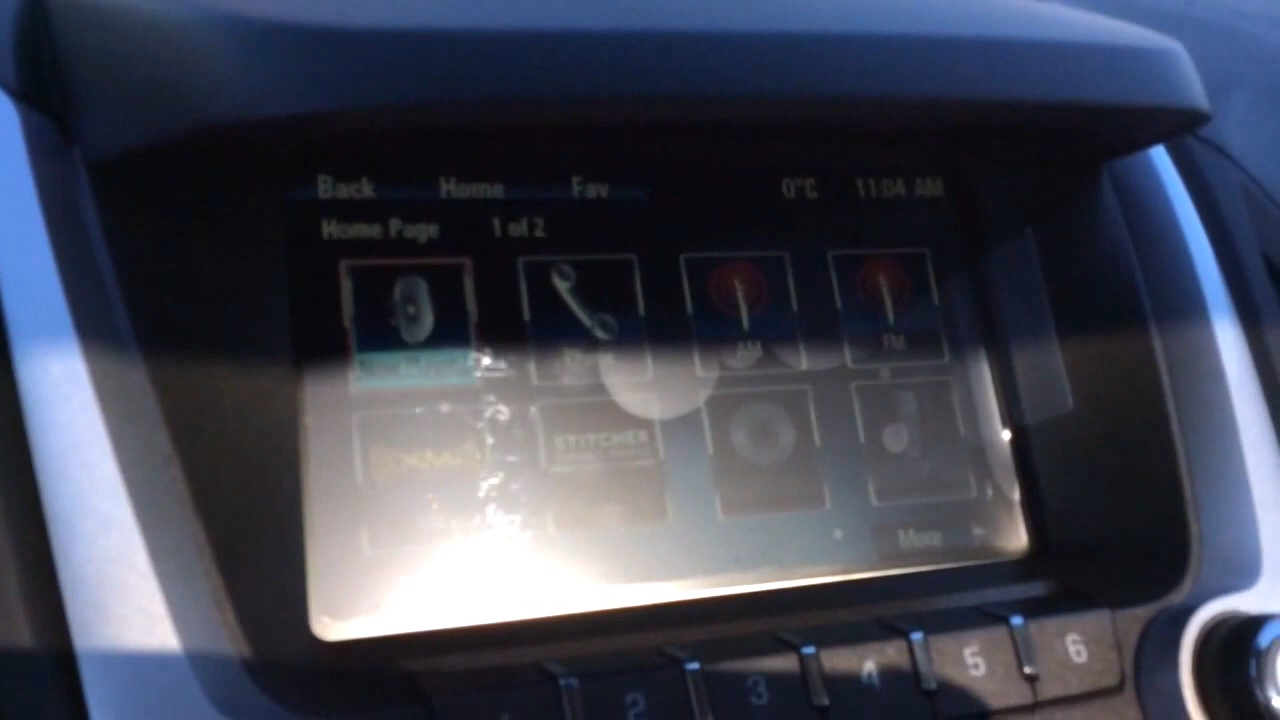 Back Home Fav 0°C 11:04 AM
Home Page 1 of 2
AM FM
STITCHER
More
2 3 4 5 6